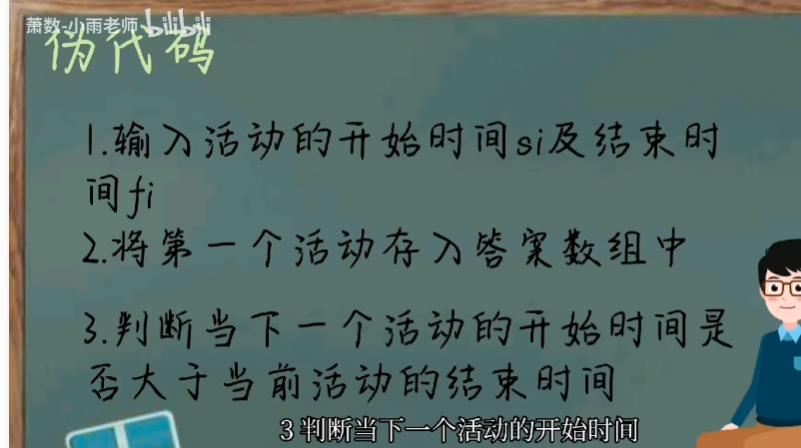 萧数-小雨老师 bilibili
伪代码
1.输入活动的开始时间si及结束时
间fi
2.将第一个活动存入答案数组中
3.判断当下一个活动的开始时间是
否大于当前活动的结束时间
3 判断当下一个活动的开始时间